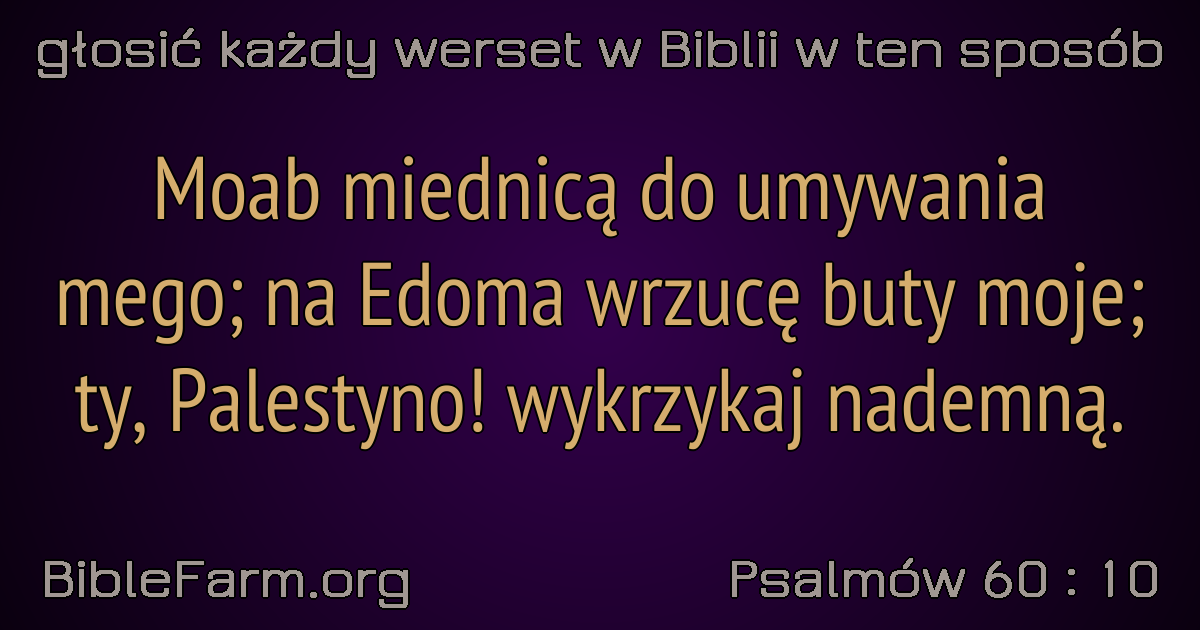 głosić każdy werset w Biblii w ten sposób
Moab miednicą do umywania
mego; na Edoma wrzucę buty moje;
ty, Palestyno! wykrzykaj nademną.
BibleFarm.org
Psalmów 60 : 10